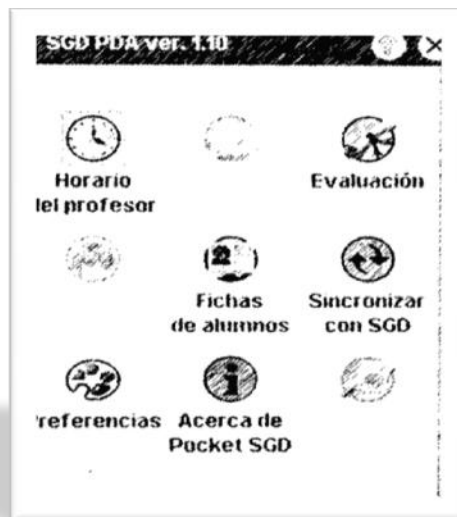 SGD PDA ver. 1.10
Horario
lel profesor
Evaluación
2
Fichas
de alumnos
Sincronizar
con SGD
referencias
Acerca de
Pocket SGD